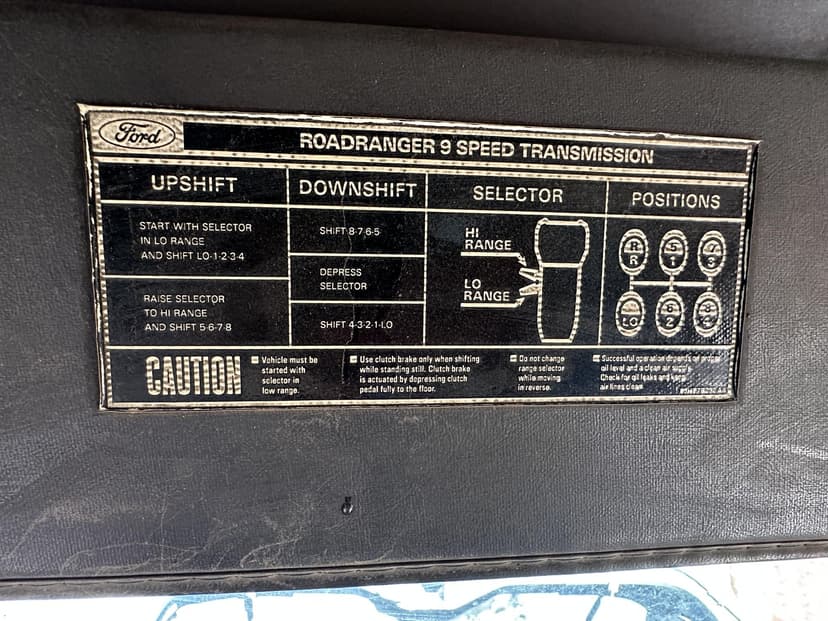 Ford
ROADRANGER 9 SPEED TRANSMISSION
UPSHIFT
START WITH SELECTOR
IN LO RANGE
AND SHIFT LO-1-2-3-4
RAISE SELECTOR
TO HI RANGE
AND SHIFT 5-6-7-8
DOWNSHIFT
SHIFT 8-7-6-5
DEPRESS
SELECTOR
SHIFT 4-3-2-1-LO
SELECTOR
HI
RANGE
LO
RANGE
POSITIONS
R 5 7
R 1 3
6 8
LO 2 4
CAUTION
Vehicle must be
started with
selector in
low range.
Use clutch brake only when shifting
while standing still. Clutch brake
is actuated by depressing clutch
pedal fully to the floor.
Do not change
range selector
while moving
in reverse.
Successful operation depends on proper
oil level and a clean air supply.
Check for oil leaks and keep
air lines clean